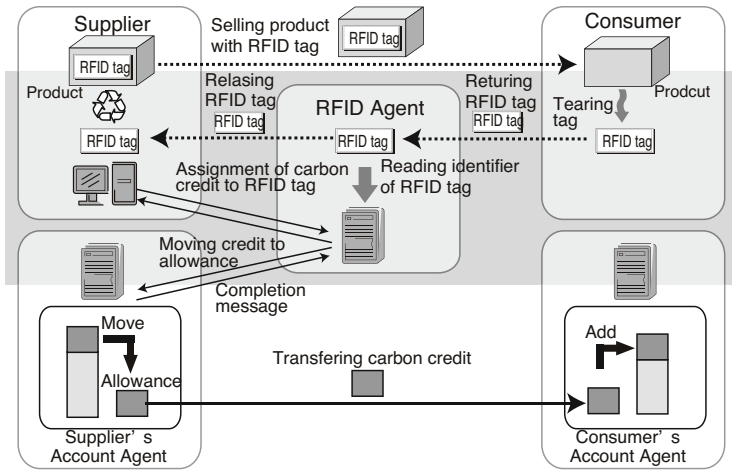 Supplier
Selling product
with RFID tag
RFID tag
Consumer
RFID tag
Product
Relasing
RFID tag
RFID tag
RFID Agent
Returing
RFID tag
RFID tag
Tearing
tag
Prodcut
RFID tag
RFID tag
RFID tag
Assignment of carbon
credit to RFID tag
Reading identifier
of RFID tag
Moving credit to
allowance
Completion
message
Move
Allowance
Transfering carbon credit
Add
Supplier's
Account Agent
Consumer's
Account Agent